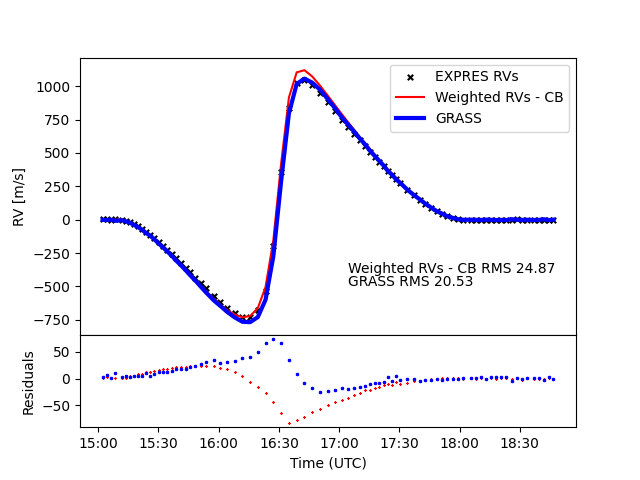 EXPRES RVs
Weighted RVs - CB
GRASS
1000
750
500
250
0
−250
−500
−750
RV [m/s]
Weighted RVs - CB RMS 24.87
GRASS RMS 20.53
50
0
−50
Residuals
15:00 15:30 16:00 16:30 17:00 17:30 18:00 18:30
Time (UTC)